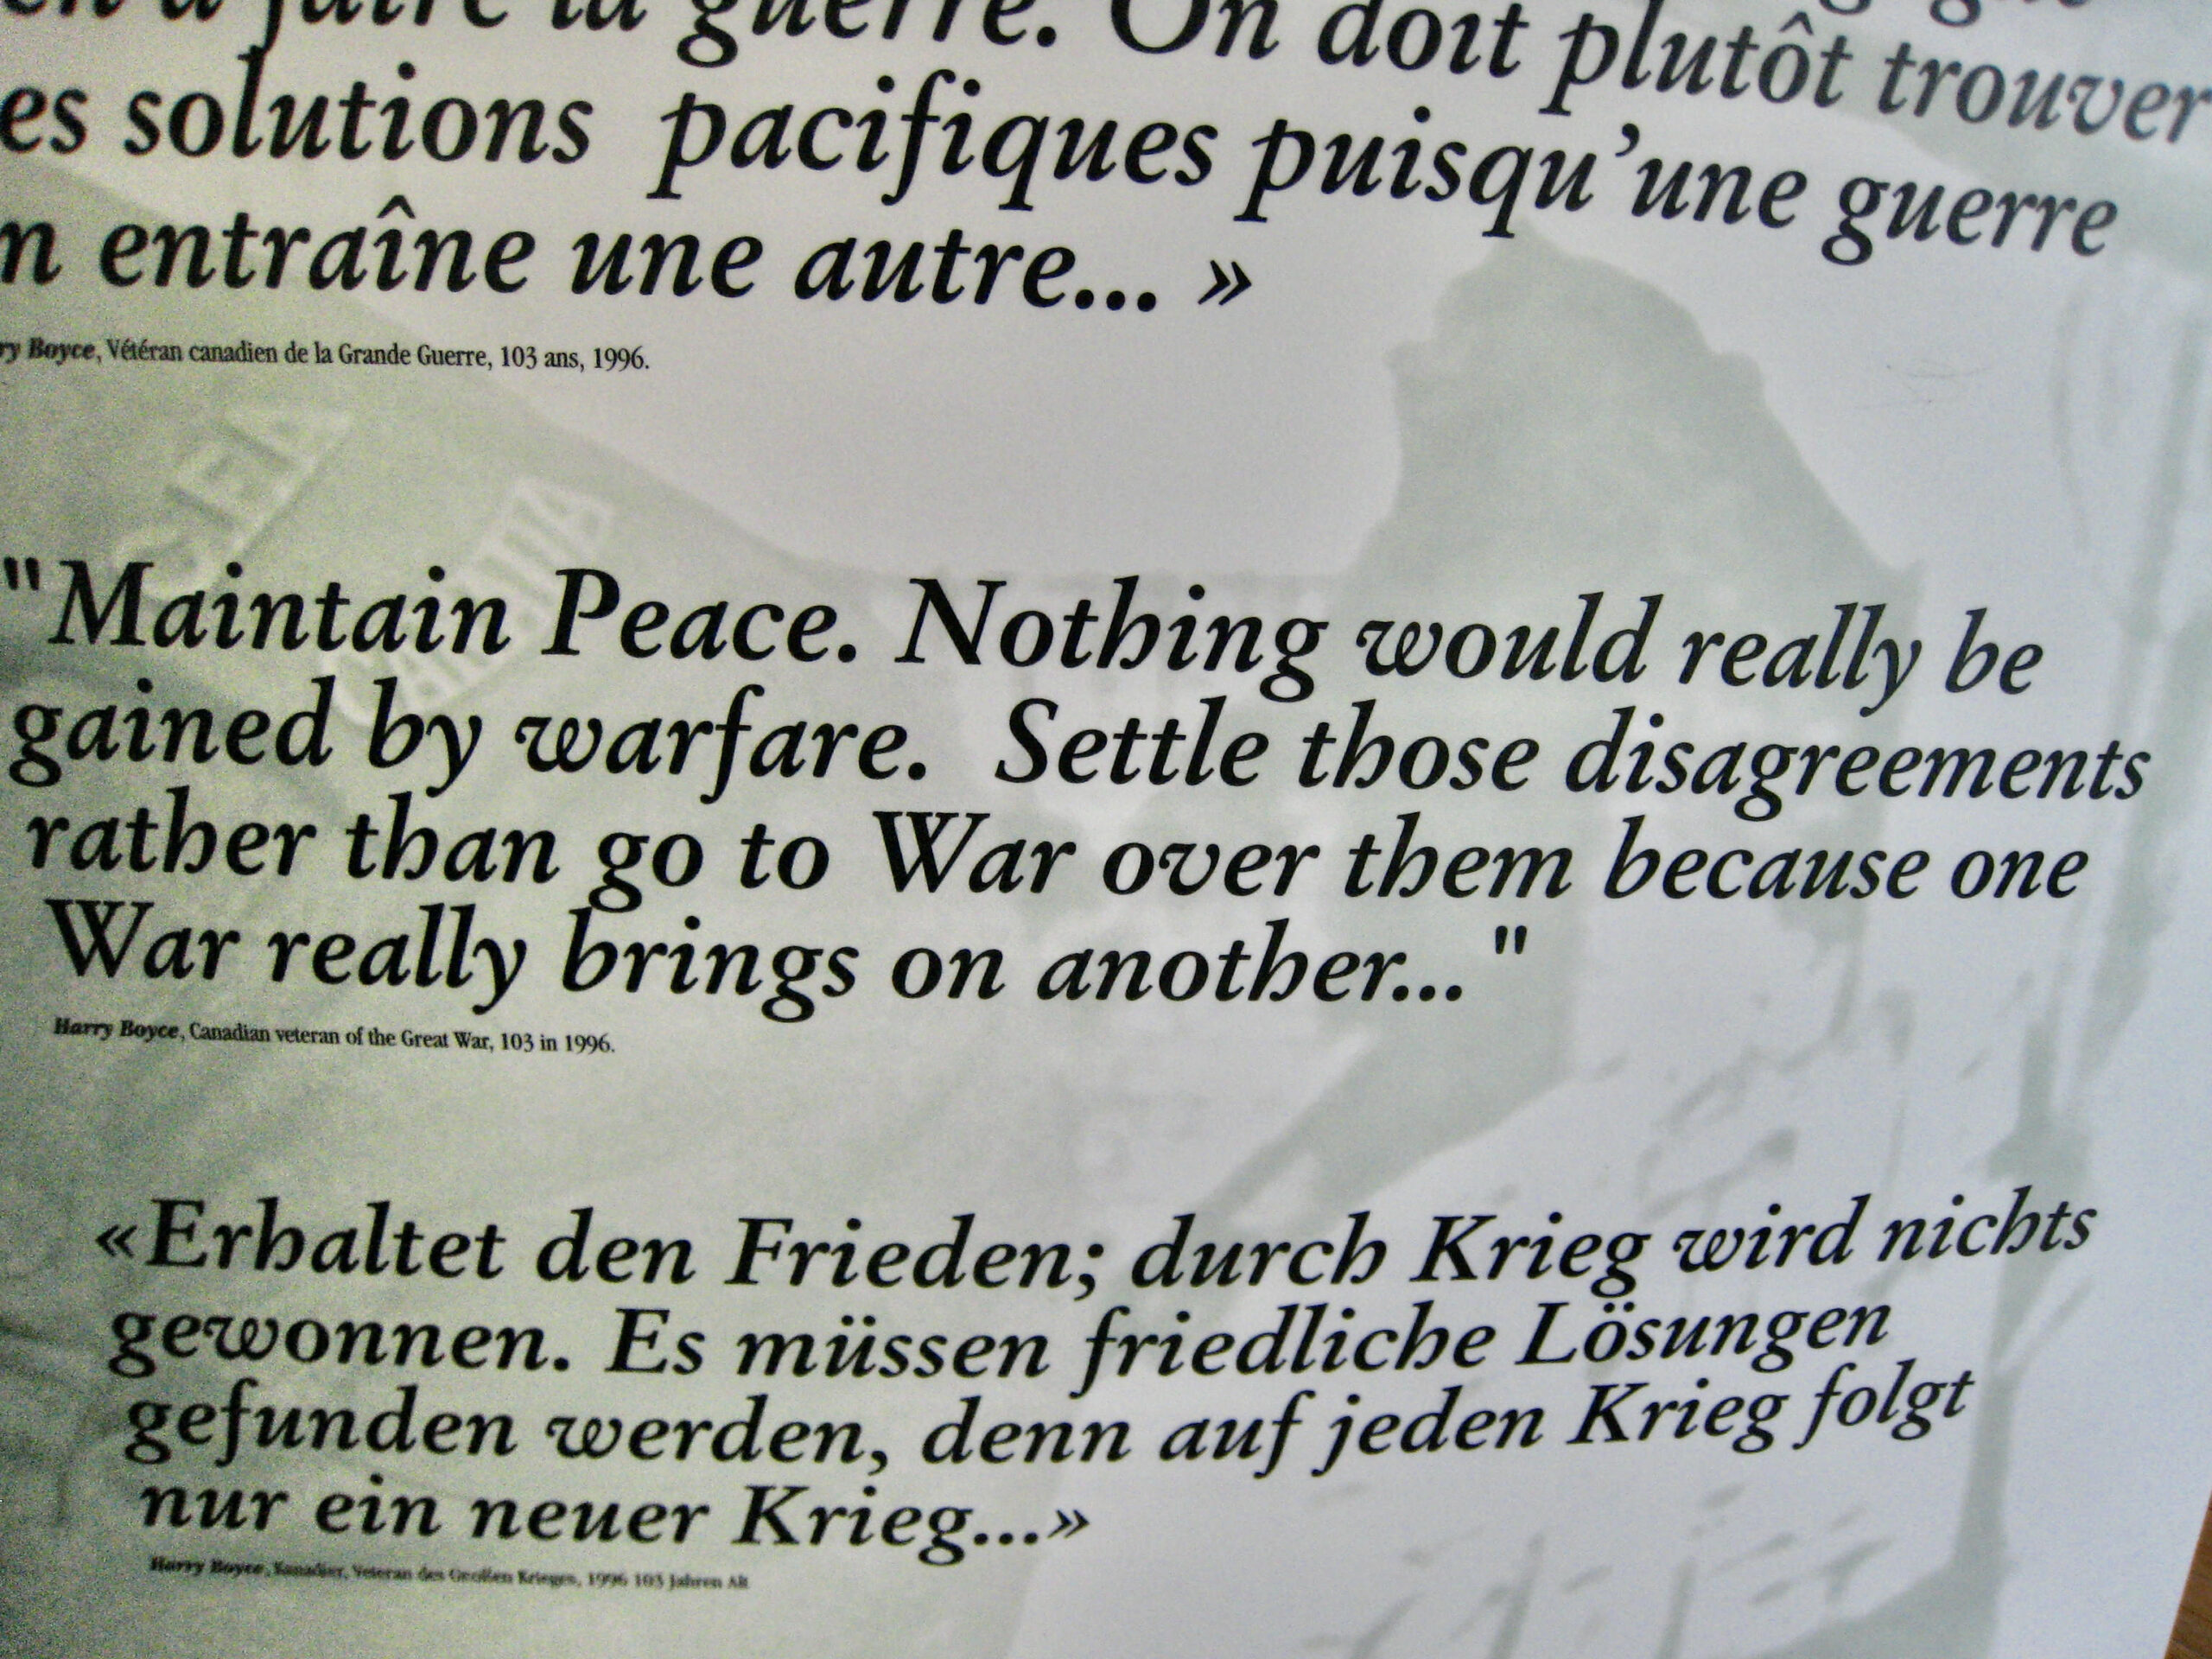 à faire la guerre. On doit plutôt trouver
es solutions pacifiques puisqu'une guerre
n entraîne une autre... »
ry Boyce, Vétéran canadien de la Grande Guerre, 103 ans, 1996.
CANADA
"Maintain Peace. Nothing would really be
gained by warfare. Settle those disagreements
rather than go to War over them because one
War really brings on another..."
Harry Boyce, Canadian veteran of the Great War, 103 in 1996.
«Erhaltet den Frieden; durch Krieg wird nichts
gewonnen. Es müssen friedliche Lösungen
gefunden werden, denn auf jeden Krieg folgt
nur ein neuer Krieg...»
Harry Boyce, Kanadier, Veteran des Großen Krieges, 1996 103 Jahren Alt